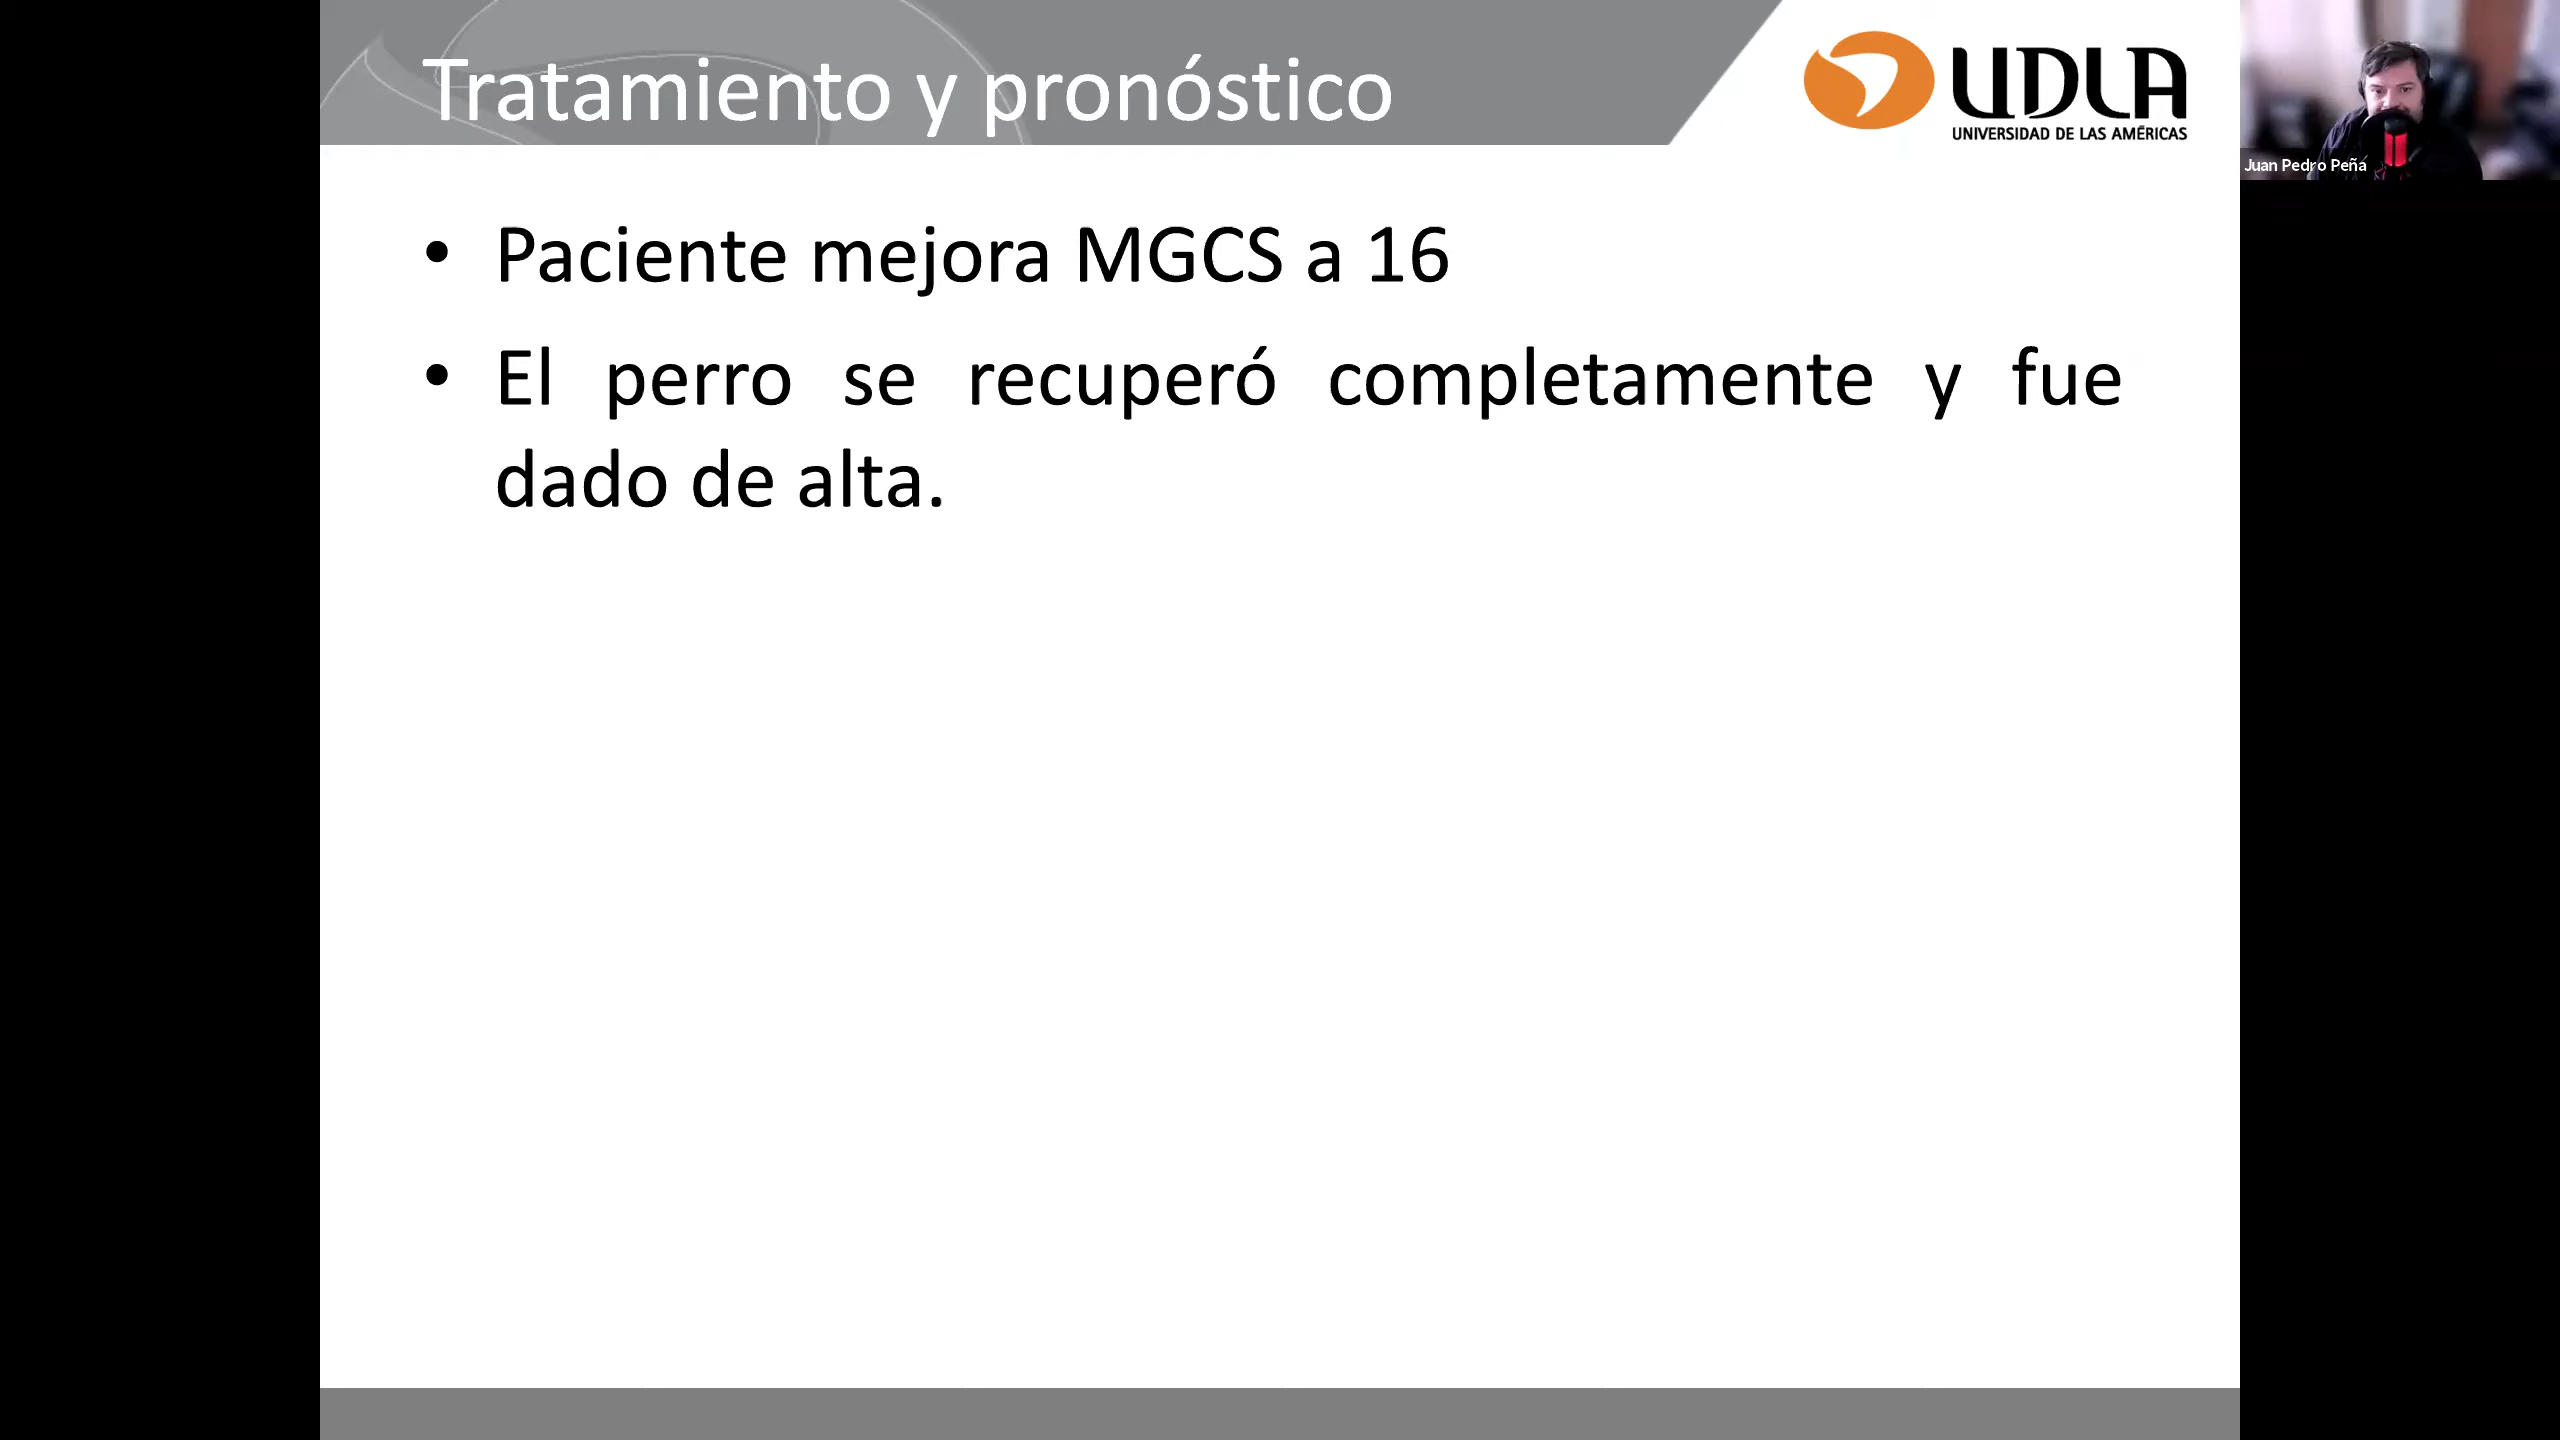 Tratamiento y pronóstico
UDLA
UNIVERSIDAD DE LAS AMÉRICAS
Juan Pedro Peña
• Paciente mejora MGCS a 16
• El perro se recuperó completamente y fue
dado de alta.